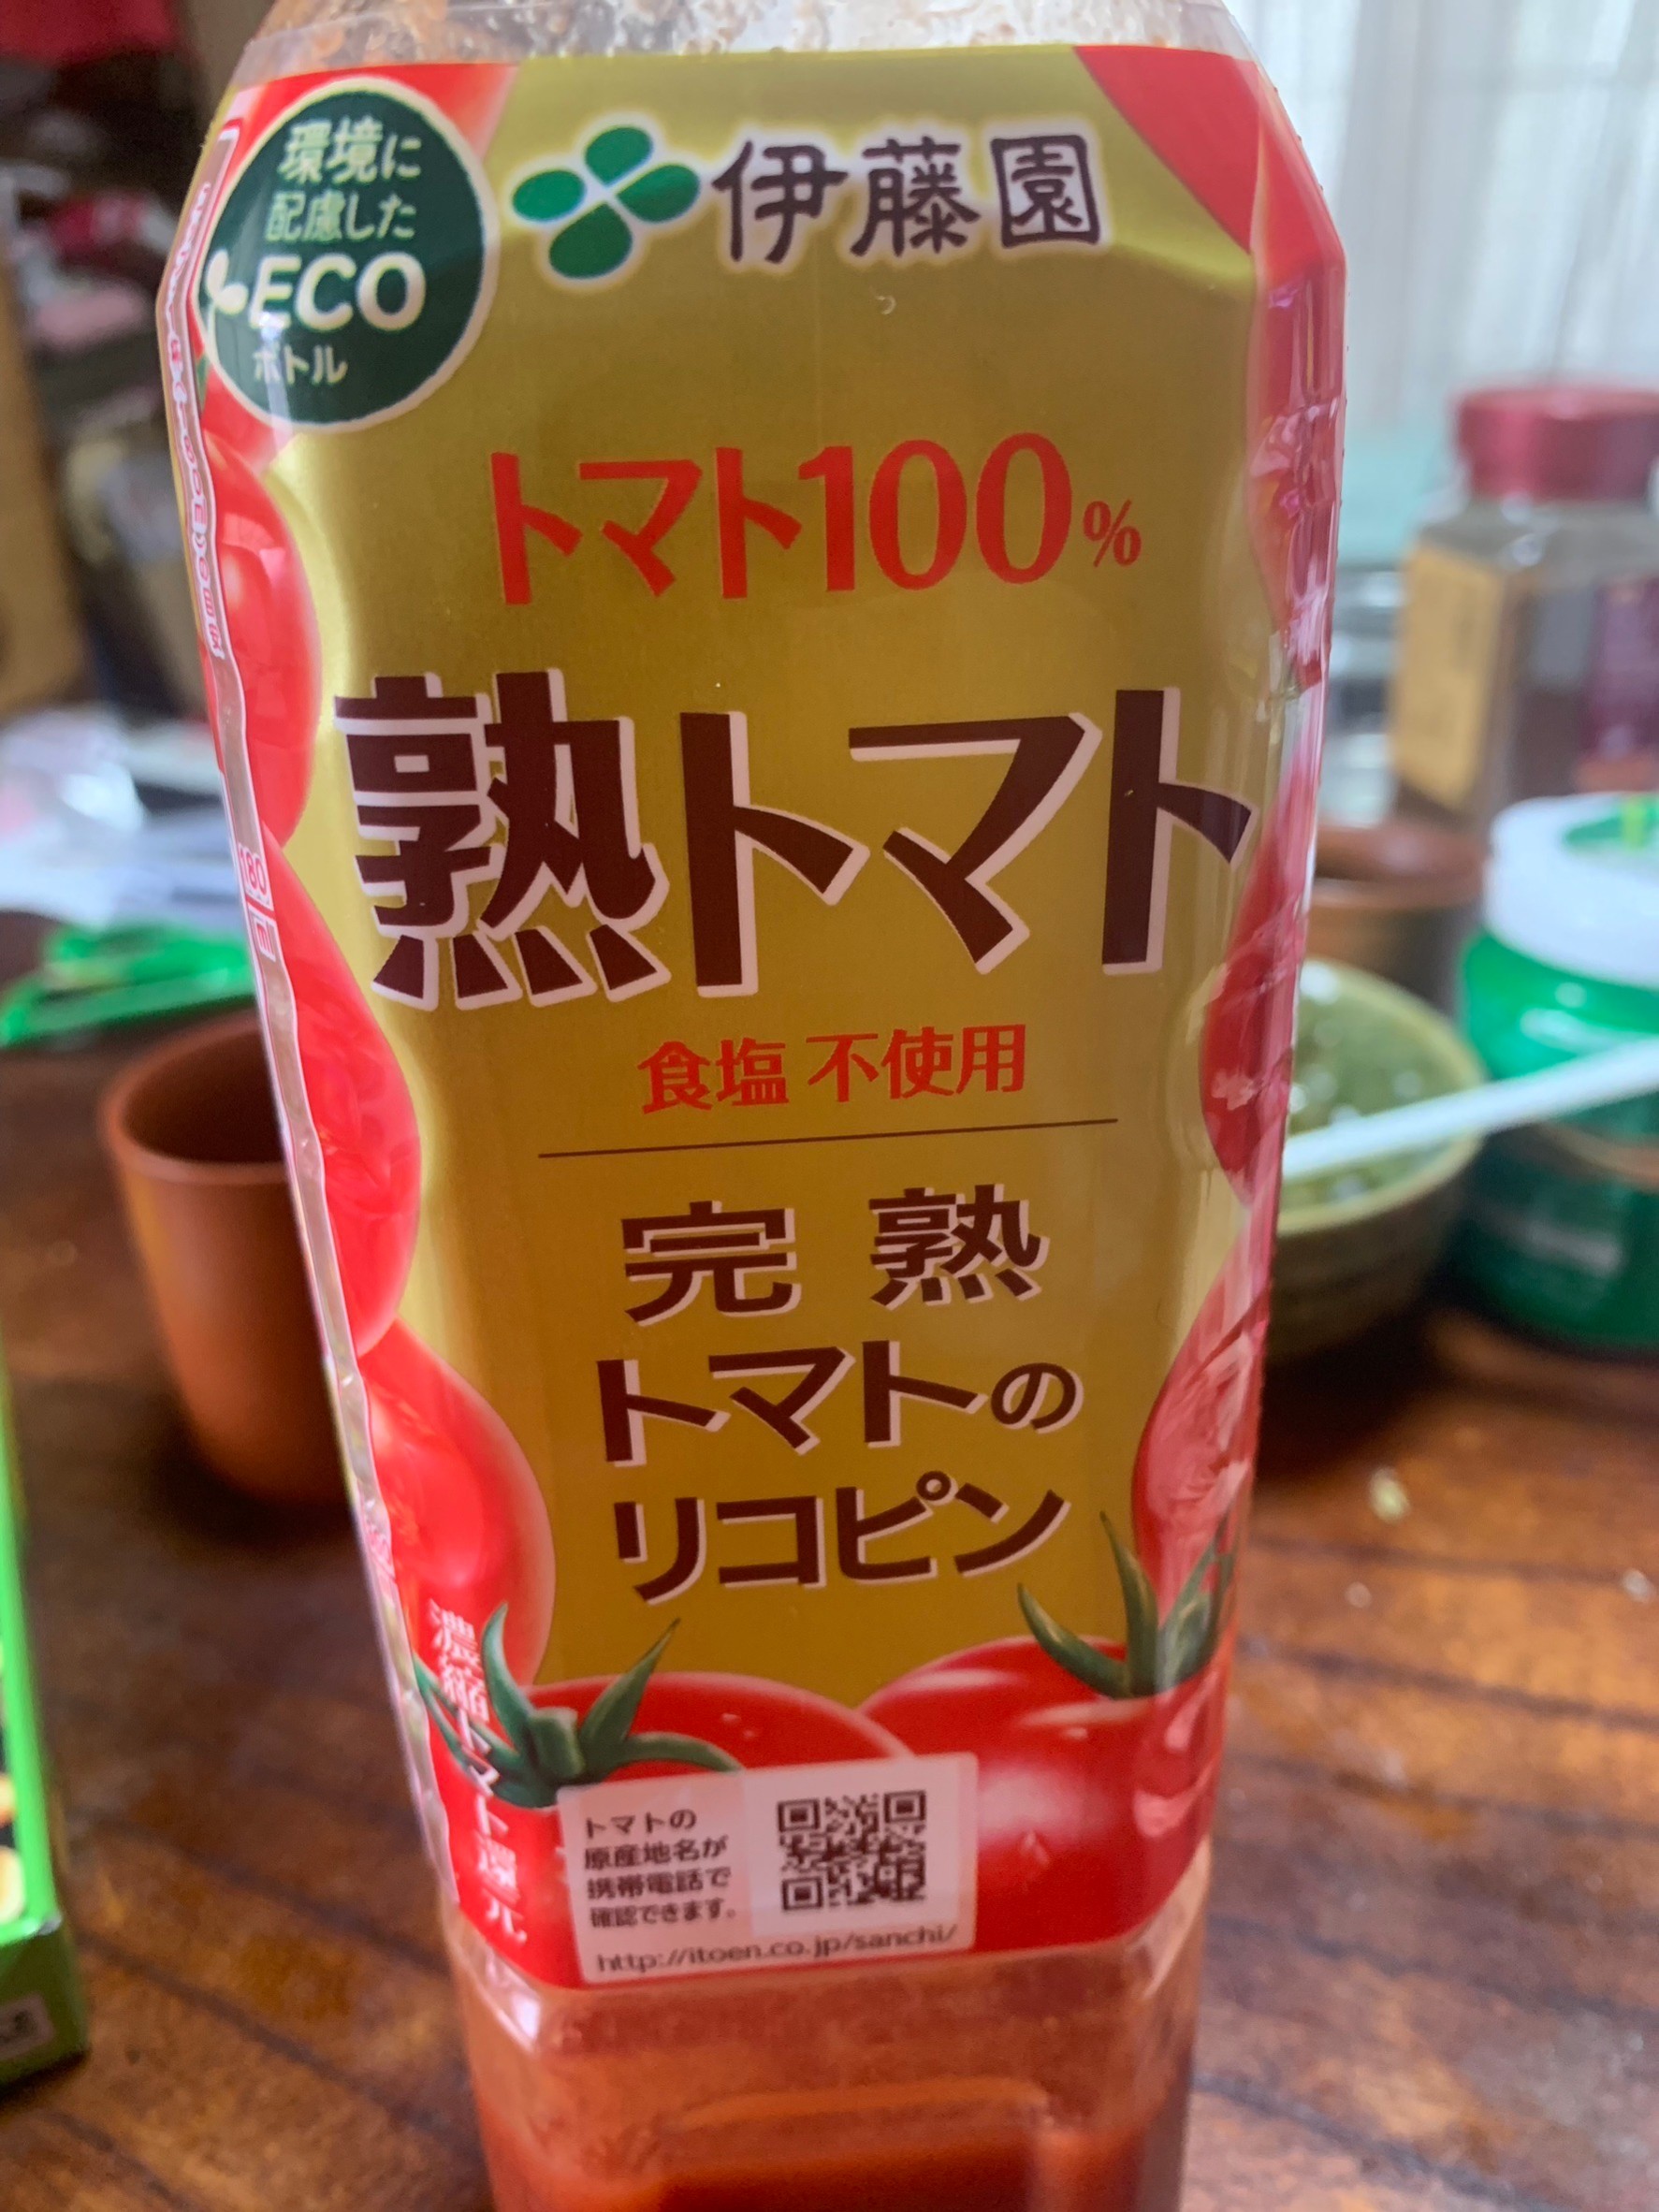 環境に
配慮した
ECO
ボトル
伊藤園
トマト100%
熟トマト
食塩 不使用
完熟
トマトの
リコピン
180
ml
濃縮トマト還元
トマトの
原産地名が
携帯電話で
確認できます。
http://itoen.co.jp/sanchi/